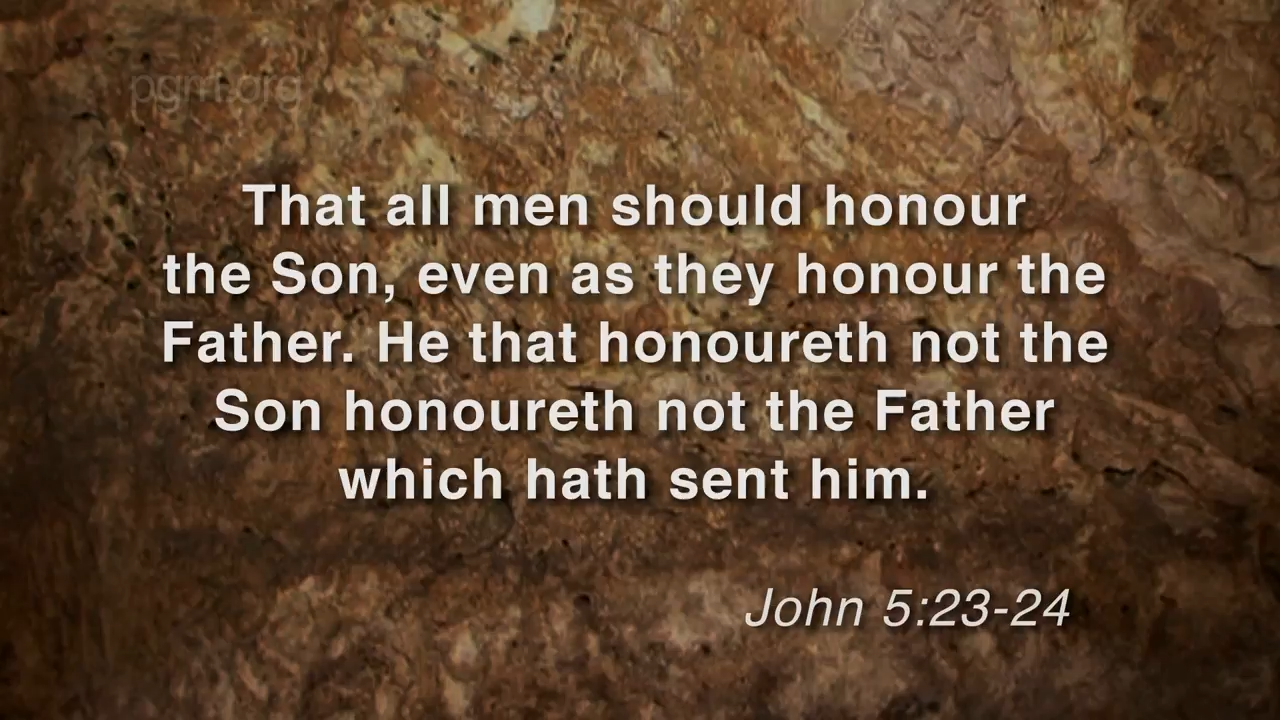 pgmi.org
That all men should honour
the Son, even as they honour the
Father. He that honoureth not the
Son honoureth not the Father
which hath sent him.
John 5:23-24